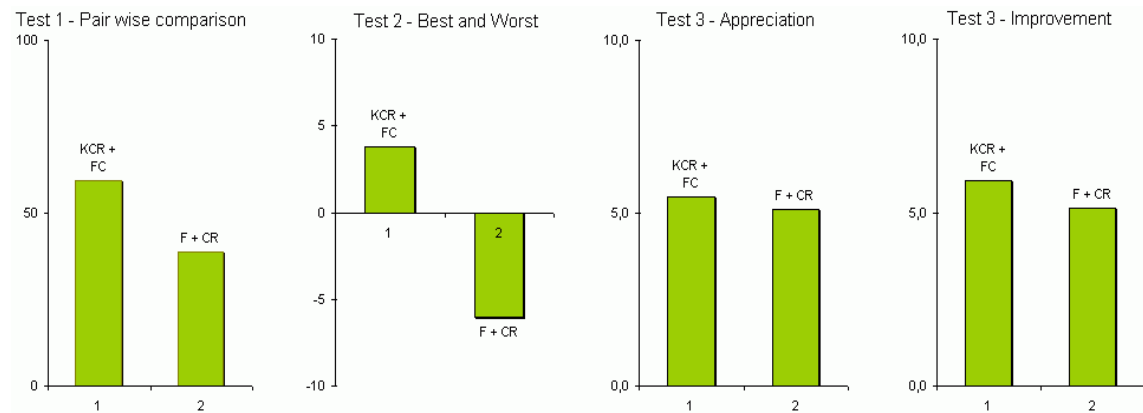 Test 1 - Pair wise comparison
100
50
0
KCR +
FC
F + CR
1
2
Test 2 - Best and Worst
10
5
0
-5
-10
KCR +
FC
1
2
F + CR
Test 3 - Appreciation
10,0
5,0
0,0
KCR +
FC
F + CR
1
2
Test 3 - Improvement
10,0
5,0
0,0
KCR +
FC
F + CR
1
2